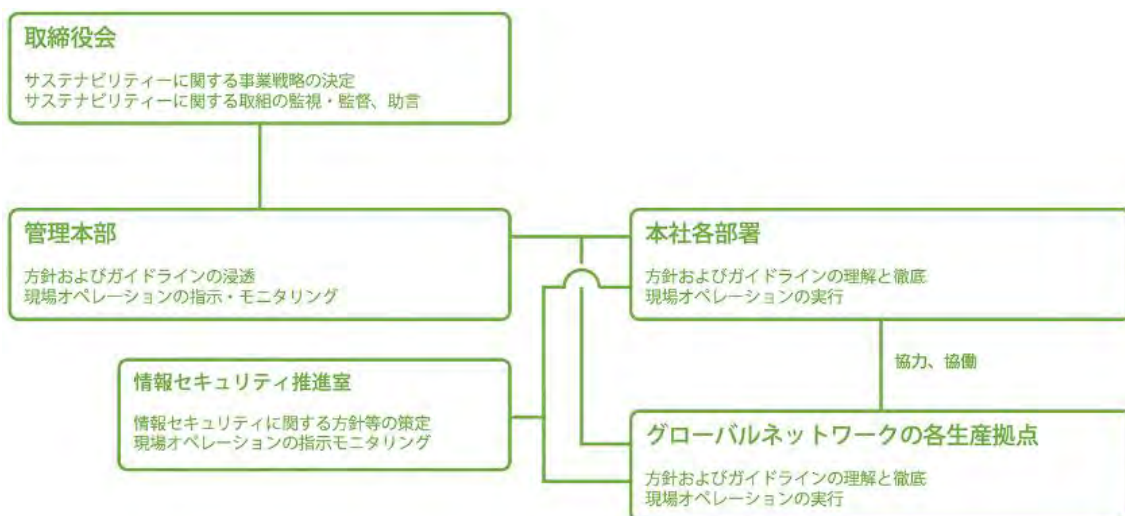 取締役会
サステナビリティーに関する事業戦略の決定
サステナビリティーに関する取組の監視・監督、助言
管理本部
方針およびガイドラインの浸透
現場オペレーションの指示・モニタリング
本社各部署
方針およびガイドラインの理解と徹底
現場オペレーションの実行
協力、協働
情報セキュリティ推進室
情報セキュリティに関する方針等の策定
現場オペレーションの指示モニタリング
グローバルネットワークの各生産拠点
方針およびガイドラインの理解と徹底
現場オペレーションの実行